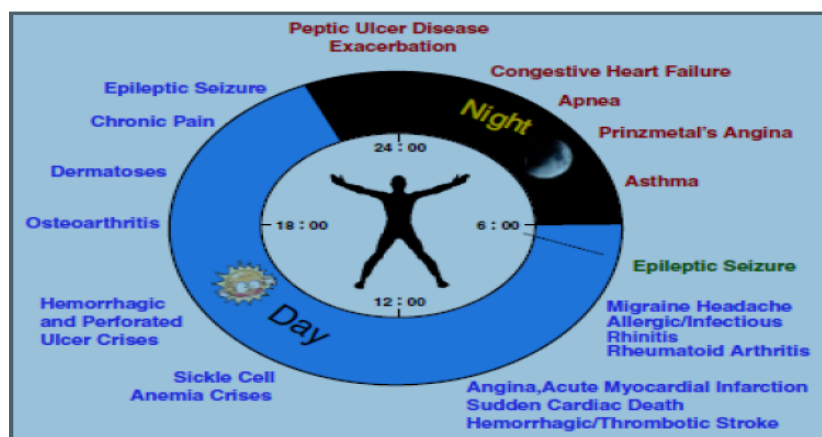 Peptic Ulcer Disease
Exacerbation
Congestive Heart Failure
Epileptic Seizure
Apnea
Night
Chronic Pain
Prinzmetal's Angina
24:00
Dermatoses
Asthma
Osteoarthritis
18:00
6:00
Epileptic Seizure
12:00
Day
Hemorrhagic
and Perforated
Ulcer Crises
Migraine Headache
Allergic/Infectious
Rhinitis
Rheumatoid Arthritis
Sickle Cell
Anemia Crises
Angina,Acute Myocardial Infarction
Sudden Cardiac Death
Hemorrhagic/Thrombotic Stroke